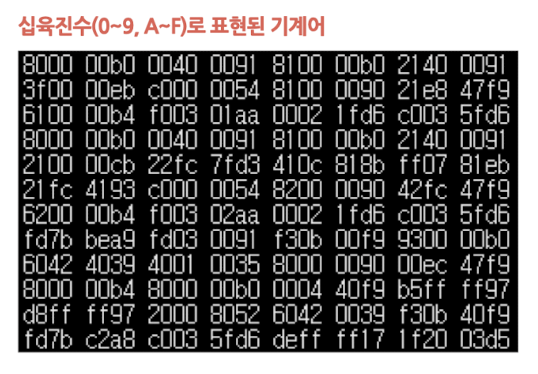 십육진수(0~9, A~F)로 표현된 기계어
8000 00b0 0040 0091 8100 00b0 2140 0091
3f00 00eb c000 0054 8100 0090 21e8 47f9
6100 00b4 f003 01aa 0002 1fd6 c003 5fd6
8000 00b0 0040 0091 8100 00b0 2140 0091
2100 00cb 22fc 7fd3 410c 818b ff07 81eb
21fc 4193 c000 0054 8200 0090 42fc 47f9
6200 00b4 f003 02aa 0002 1fd6 c003 5fd6
fd7b bea9 fd03 0091 f30b 00f9 9300 00b0
6042 4039 4001 0035 8000 0090 00ec 47f9
8000 00b4 8000 00b0 0004 40f9 b5ff ff97
d8ff ff97 2000 8052 6042 0039 f30b 40f9
fd7b c2a8 c003 5fd6 deff ff17 1f20 03d5